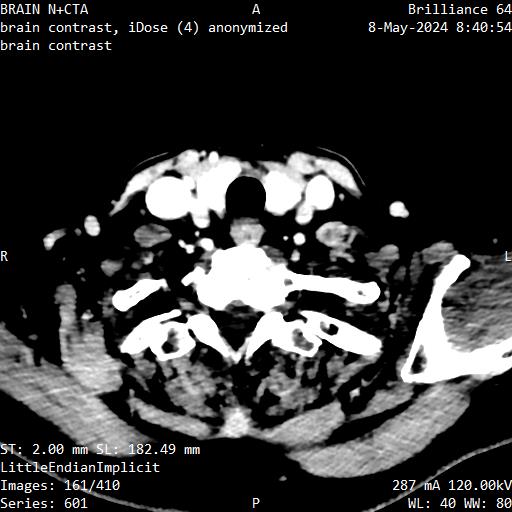 BRAIN N+CTA
A
Brilliance 64
brain contrast, iDose (4) anonymized
8-May-2024 8:40:54
brain contrast
R
L
ST: 2.00 mm SL: 182.49 mm
LittleEndianImplicit
Images: 161/410
287 mA 120.00kV
Series: 601
P
WL: 40 WW: 80